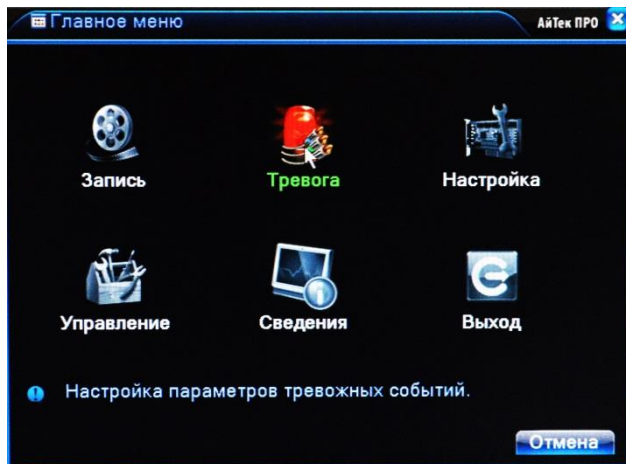 Главное меню
АйТек ПРО
Запись
Тревога
Настройка
Управление
Сведения
Выход
Настройка параметров тревожных событий.
Отмена